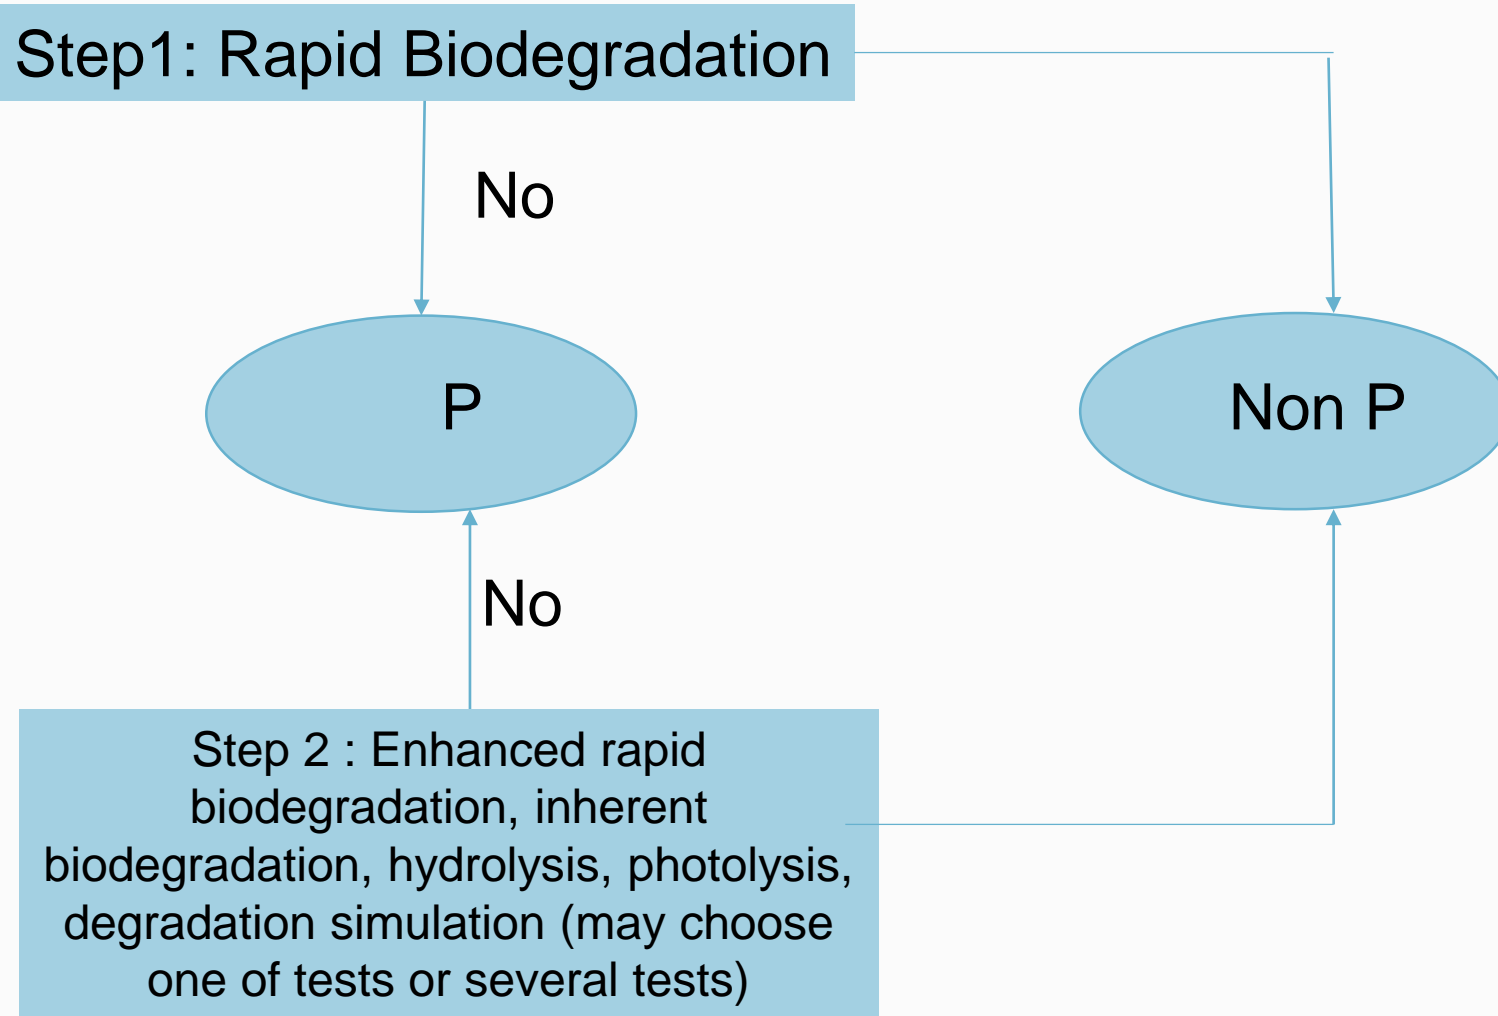 Step1: Rapid Biodegradation
No
P
Non P
No
Step 2 : Enhanced rapid
biodegradation, inherent
biodegradation, hydrolysis, photolysis,
degradation simulation (may choose
one of tests or several tests)